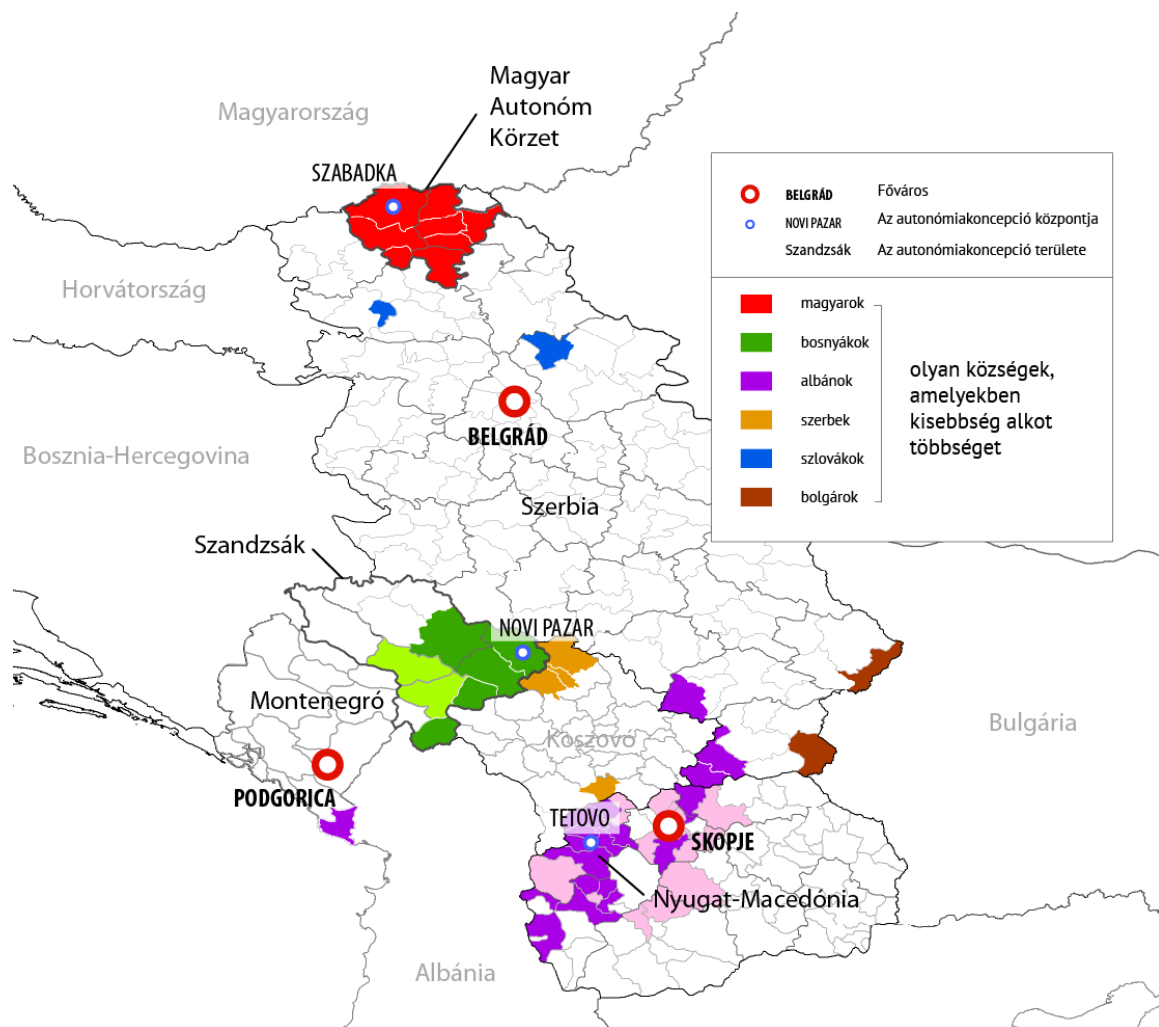 Magyar
Autonóm
Körzet
Magyarország
SZABADKA
Horvátország
BELGRÁD
Bosznia-Hercegovina
Szerbia
Szandzsák
NOVI PAZAR
Montenegró
Koszovó
Bulgária
PODGORICA
TETOVO
SKOPJE
Nyugat-Macedónia
Albánia
BELGRÁD Főváros
NOVI PAZAR Az autonómiakoncepció központja
Szandzsák Az autonómiakoncepció területe
magyarok
bosnyákok
albánok
szerbek
szlovákok
bolgárok
olyan községek,
amelyekben
kisebbség alkot
többséget